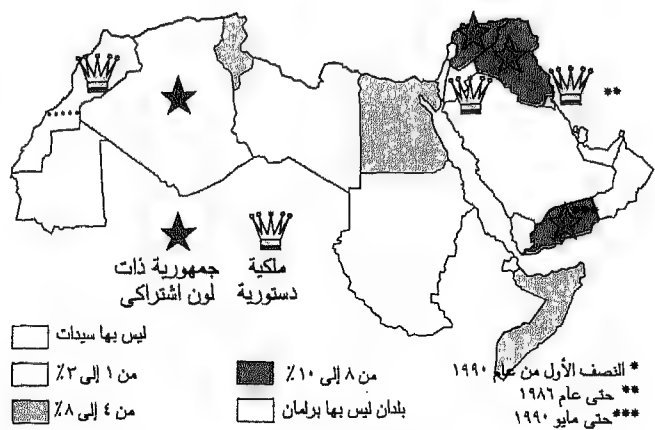 **
جمهورية ذات
لون اشتراكى
ملكية
دستورية
ليس بها سيدات
من ١ إلى ٣٪
من ٤ إلى ٨٪
من ٨ إلى ١٠٪
بلدان ليس بها برلمان
* النصف الأول من عام ١٩٩٠
** حتى عام ١٩٨٦
***حتى مايو ١٩٩٠